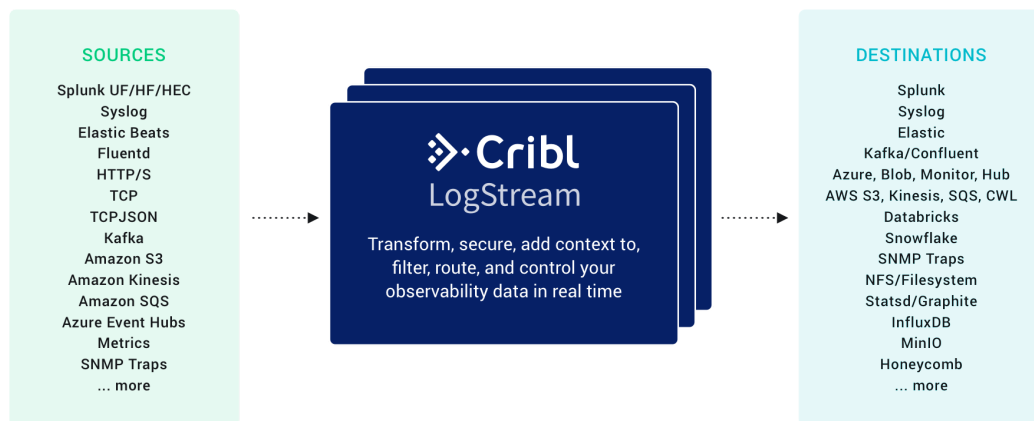 SOURCES
Splunk UF/HF/HEC
Syslog
Elastic Beats
Fluentd
HTTP/S
TCP
TCPJSON
Kafka
Amazon S3
Amazon Kinesis
Amazon SQS
Azure Event Hubs
Metrics
SNMP Traps
... more
Cribl
LogStream
Transform, secure, add context to,
filter, route, and control your
observability data in real time
DESTINATIONS
Splunk
Syslog
Elastic
Kafka/Confluent
Azure, Blob, Monitor, Hub
AWS S3, Kinesis, SQS, CWL
Databricks
Snowflake
SNMP Traps
NFS/Filesystem
Statsd/Graphite
InfluxDB
MinIO
Honeycomb
... more